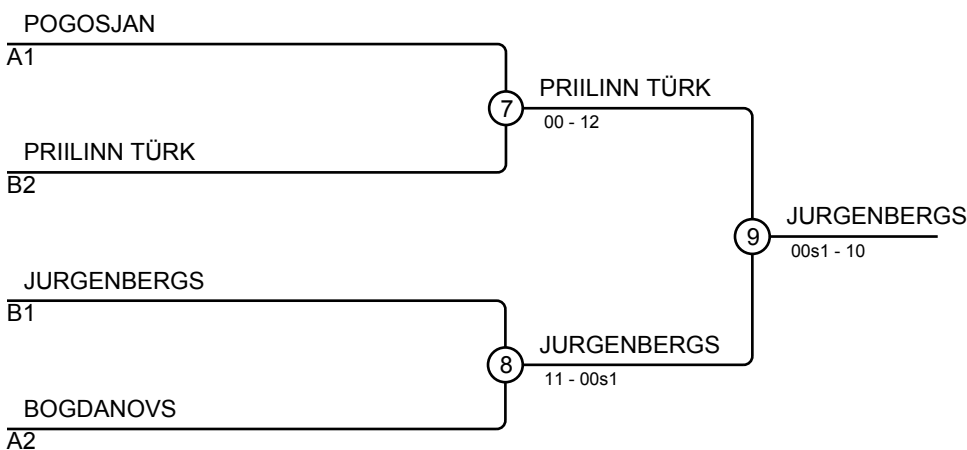 POGOSJAN
A1
7
PRIILINN TÜRK
00 - 12
PRIILINN TÜRK
B2
9
JURGENBERGS
00s1 - 10
JURGENBERGS
B1
8
JURGENBERGS
11 - 00s1
BOGDANOVS
A2